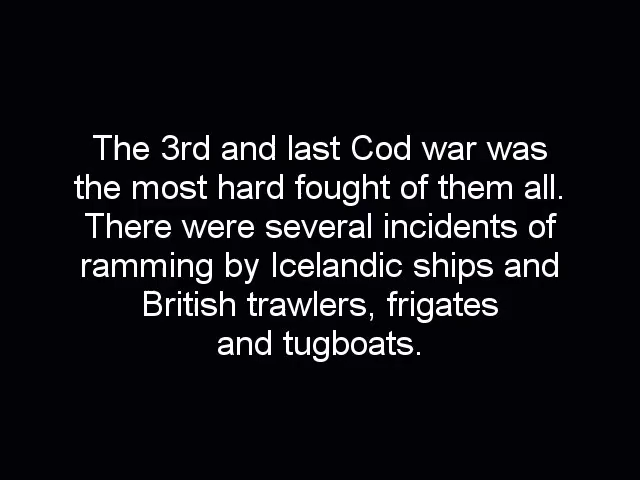 The 3rd and last Cod war was
the most hard fought of them all.
There were several incidents of
ramming by Icelandic ships and
British trawlers, frigates
and tugboats.